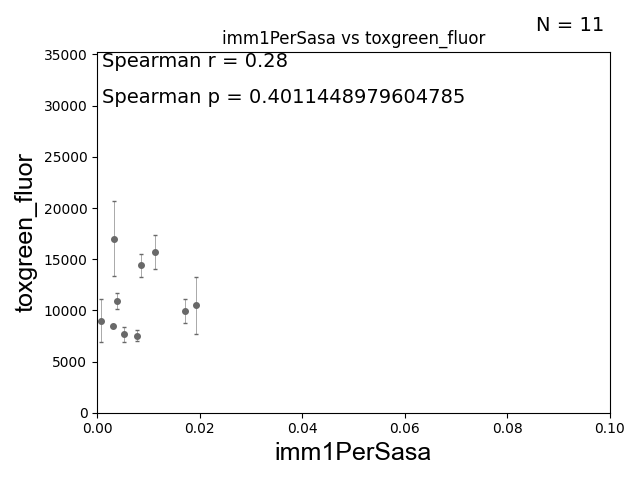 N = 11
imm1PerSasa vs toxgreen_fluor
Spearman r = 0.28
Spearman p = 0.4011448979604785
toxgreen_fluor
35000
30000
25000
20000
15000
10000
5000
0
0.00 0.02 0.04 0.06 0.08 0.10
imm1PerSasa